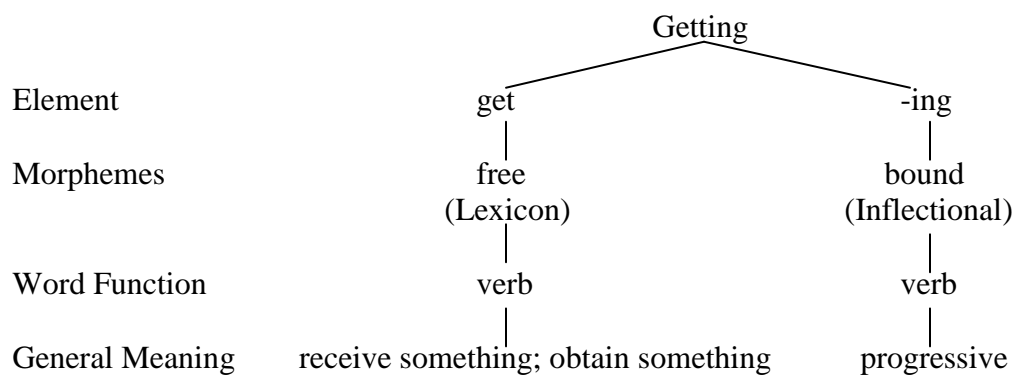 Getting
Element get -ing
Morphemes free bound
(Lexicon) (Inflectional)
Word Function verb verb
General Meaning receive something; obtain something progressive